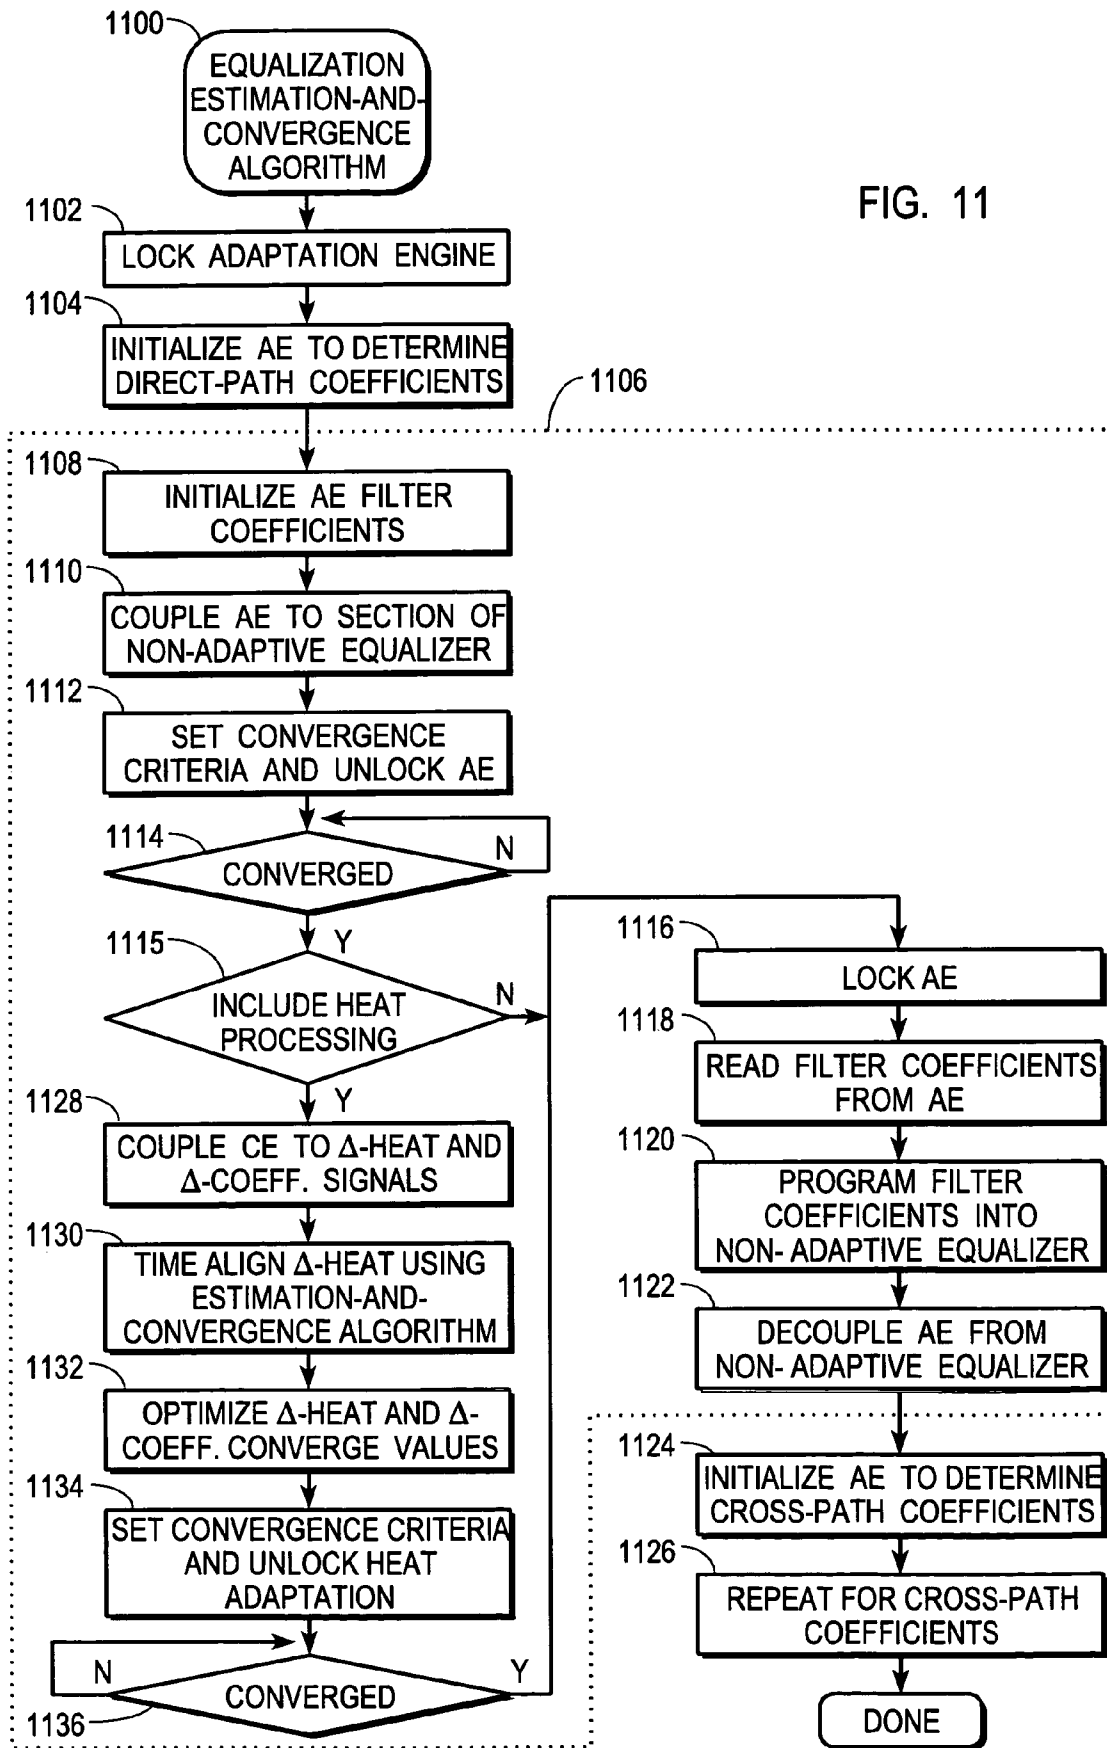 1100
EQUALIZATION
ESTIMATION-AND-
CONVERGENCE
ALGORITHM
FIG. 11
1102
LOCK ADAPTATION ENGINE
1104
INITIALIZE AE TO DETERMINE
DIRECT-PATH COEFFICIENTS
1106
1108
INITIALIZE AE FILTER
COEFFICIENTS
1110
COUPLE AE TO SECTION OF
NON-ADAPTIVE EQUALIZER
1112
SET CONVERGENCE
CRITERIA AND UNLOCK AE
1114
CONVERGED
N
Y
1115
INCLUDE HEAT
PROCESSING
N
Y
1128
COUPLE CE TO Δ-HEAT AND
Δ-COEFF. SIGNALS
1130
TIME ALIGN Δ-HEAT USING
ESTIMATION-AND-
CONVERGENCE ALGORITHM
1132
OPTIMIZE Δ-HEAT AND Δ-
COEFF. CONVERGE VALUES
1134
SET CONVERGENCE CRITERIA
AND UNLOCK HEAT
ADAPTATION
N
CONVERGED
Y
1136
1116
LOCK AE
1118
READ FILTER COEFFICIENTS
FROM AE
1120
PROGRAM FILTER
COEFFICIENTS INTO
NON- ADAPTIVE EQUALIZER
1122
DECOUPLE AE FROM
NON- ADAPTIVE EQUALIZER
1124
INITIALIZE AE TO DETERMINE
CROSS-PATH COEFFICIENTS
1126
REPEAT FOR CROSS-PATH
COEFFICIENTS
DONE